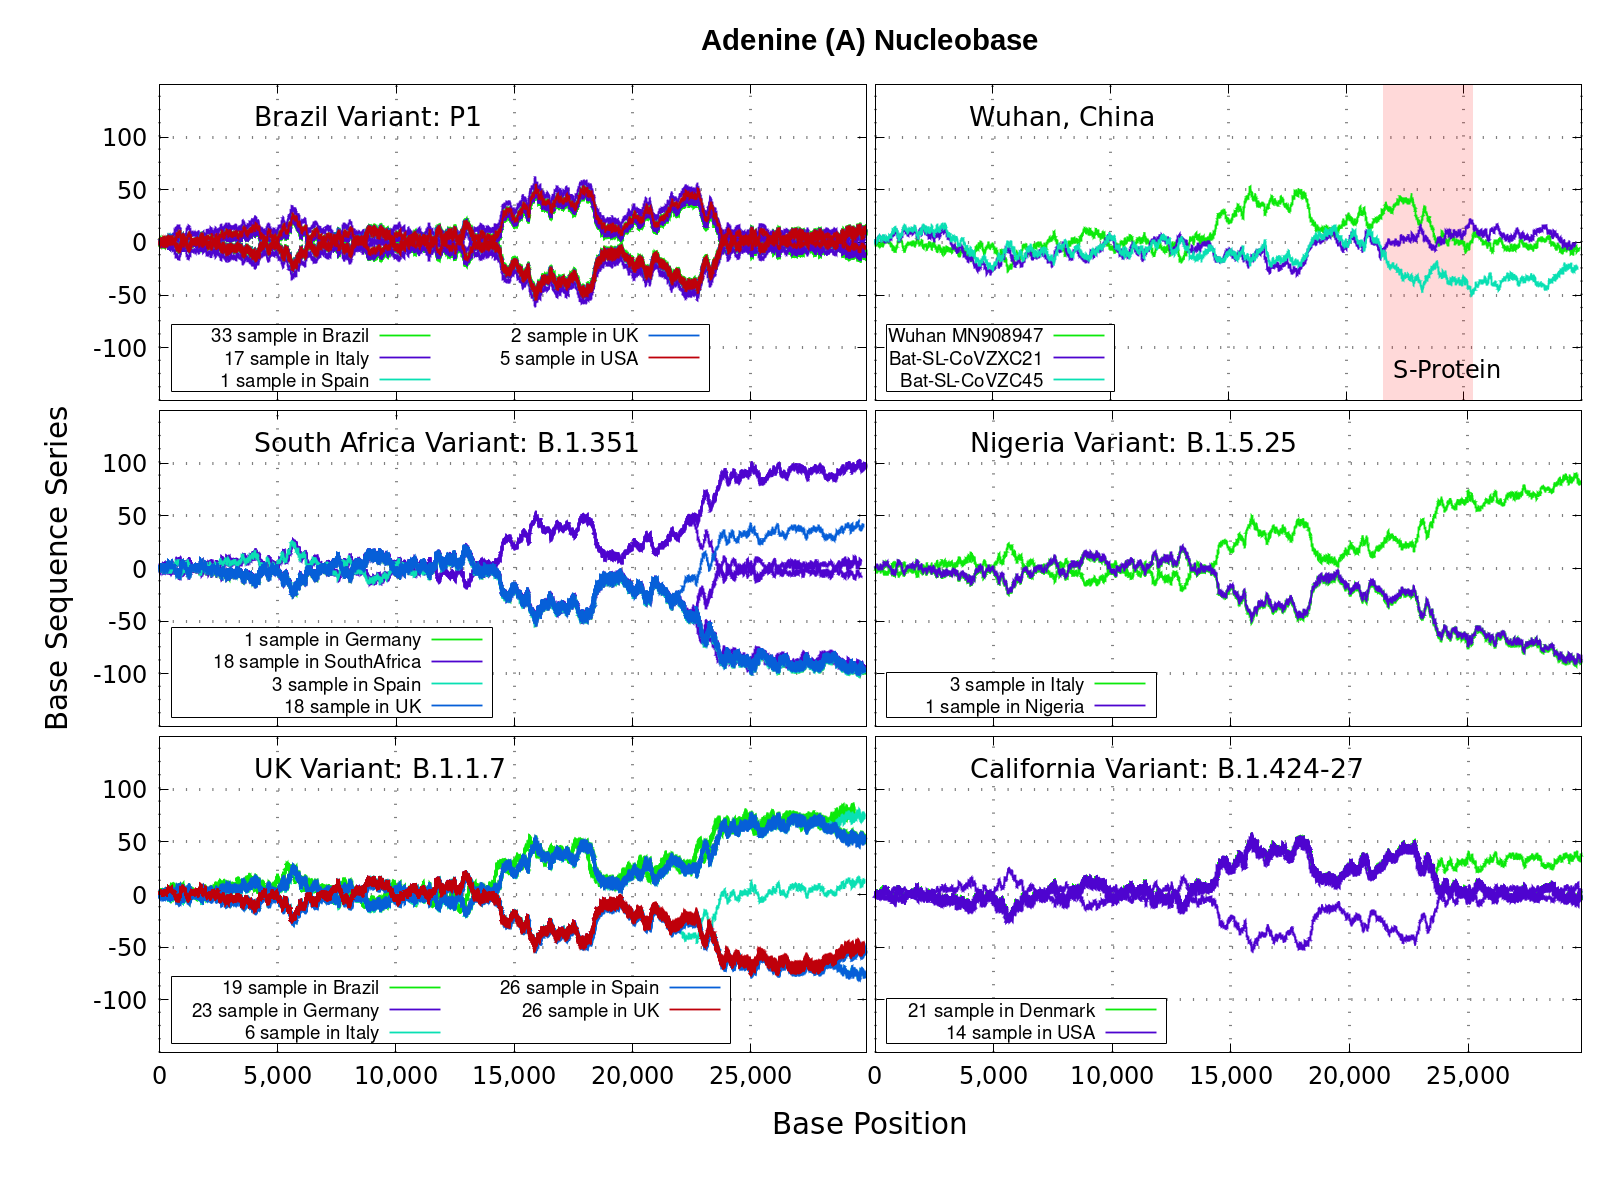 Adenine (A) Nucleobase
Brazil Variant: P1
100
50
0
-50
-100
33 sample in Brazil
17 sample in Italy
1 sample in Spain
2 sample in UK
5 sample in USA
Wuhan, China
Wuhan MN908947
Bat-SL-CoVZXC21
Bat-SL-CoVZC45
S-Protein
Base Sequence Series
South Africa Variant: B.1.351
100
50
0
-50
-100
1 sample in Germany
18 sample in SouthAfrica
3 sample in Spain
18 sample in UK
Nigeria Variant: B.1.5.25
3 sample in Italy
1 sample in Nigeria
UK Variant: B.1.1.7
100
50
0
-50
-100
19 sample in Brazil
23 sample in Germany
6 sample in Italy
26 sample in Spain
26 sample in UK
California Variant: B.1.424-27
21 sample in Denmark
14 sample in USA
0 5,000 10,000 15,000 20,000 25,000
0 5,000 10,000 15,000 20,000 25,000
Base Position